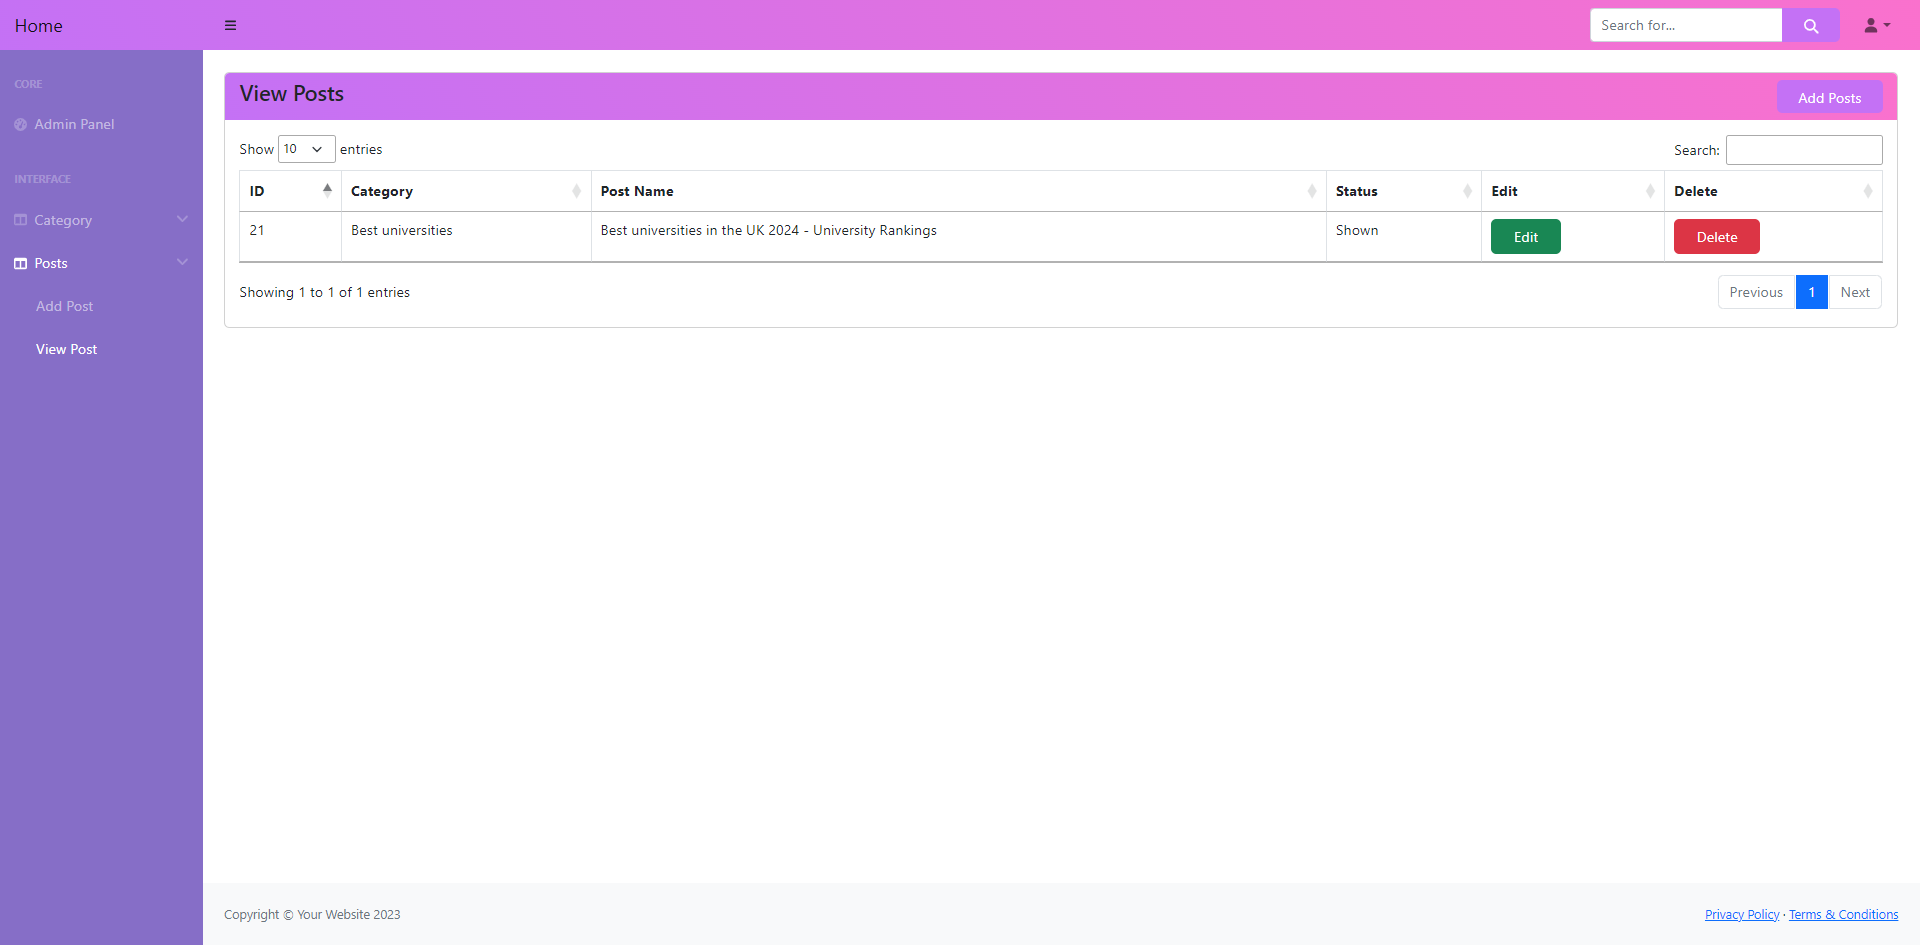 Home
Search for...
CORE
Admin Panel
INTERFACE
Category
Posts
Add Post
View Post
View Posts
Add Posts
Show 10 entries
Search:
ID Category Post Name Status Edit Delete
21 Best universities Best universities in the UK 2024 - University Rankings Shown Edit Delete
Showing 1 to 1 of 1 entries
Previous 1 Next
Copyright © Your Website 2023
Privacy Policy · Terms & Conditions